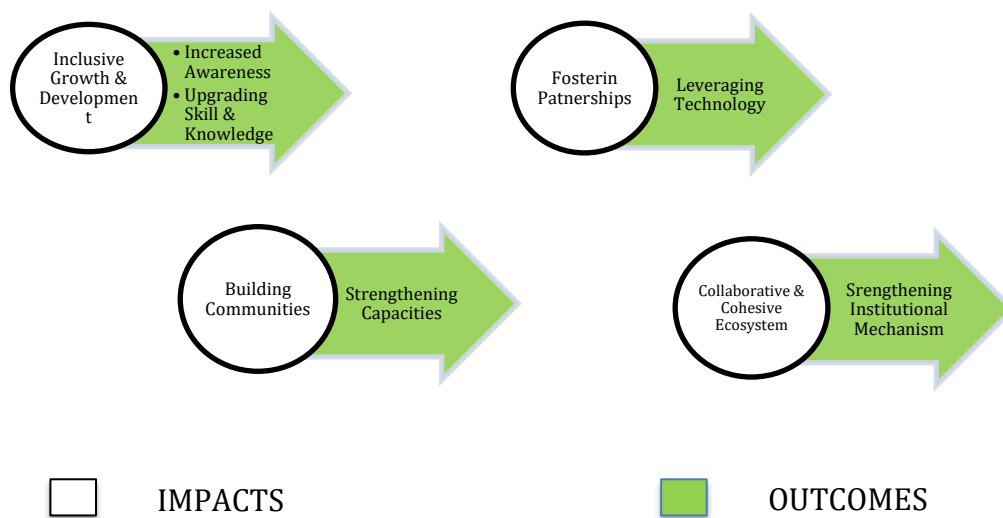 Inclusive
Growth &
Developmen
t
• Increased
Awareness
• Upgrading
Skill &
Knowledge
Fosterin
Patnerships
Leveraging
Technology
Building
Communities
Strengthening
Capacities
Collaborative &
Cohesive
Ecosystem
Srengthening
Institutional
Mechanism
IMPACTS
OUTCOMES